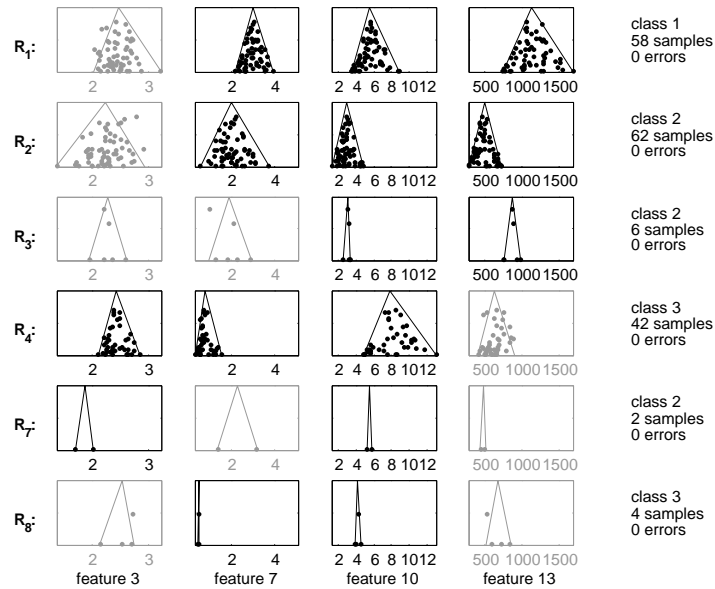 R1:
class 1
58 samples
0 errors
2 3 2 4 2 4 6 8 1012 500 1000 1500
R2:
class 2
62 samples
0 errors
2 3 2 4 2 4 6 8 1012 500 1000 1500
R3:
class 2
6 samples
0 errors
2 3 2 4 2 4 6 8 1012 500 1000 1500
R4:
class 3
42 samples
0 errors
2 3 2 4 2 4 6 8 1012 500 1000 1500
R7:
class 2
2 samples
0 errors
2 3 2 4 2 4 6 8 1012 500 1000 1500
R8:
class 3
4 samples
0 errors
2 3 2 4 2 4 6 8 1012 500 1000 1500
feature 3 feature 7 feature 10 feature 13